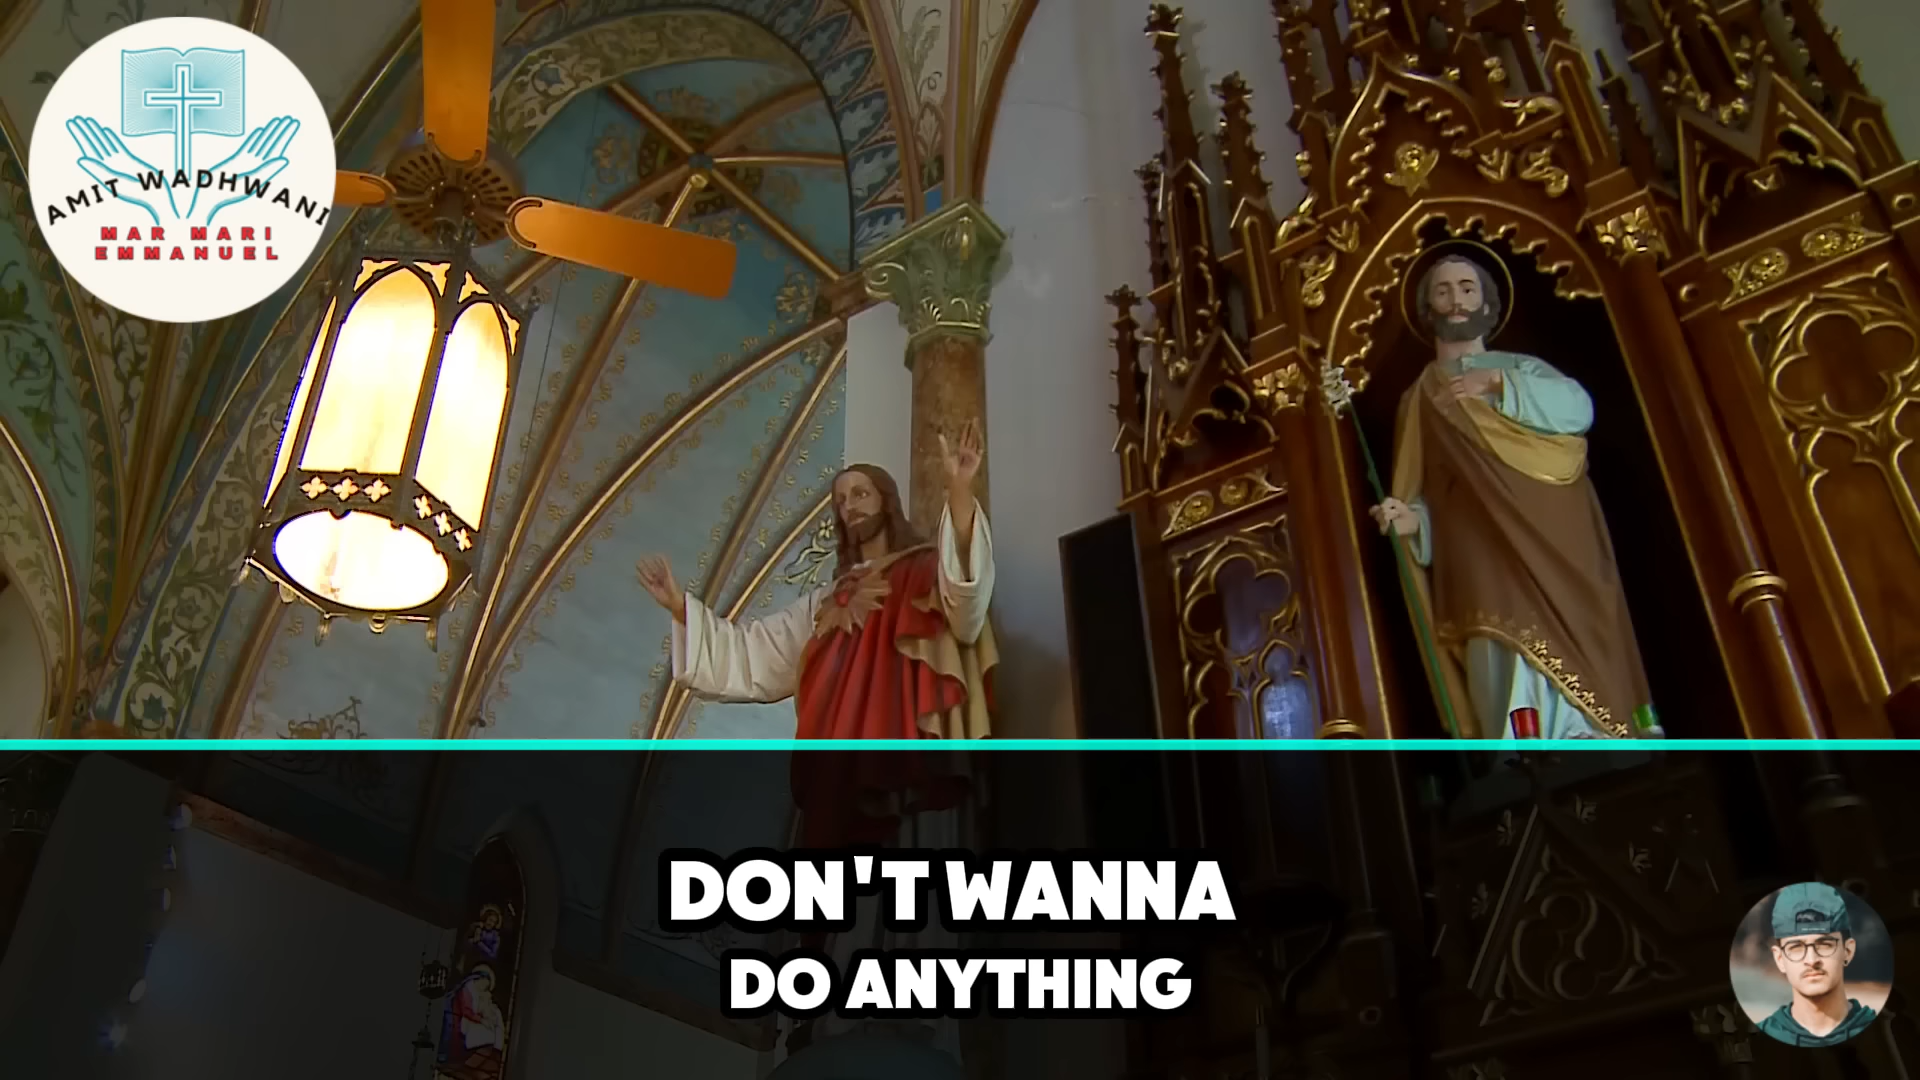 AMIT WADHWANI
MAR MARI
EMMANUEL
DON'T WANNA
DO ANYTHING